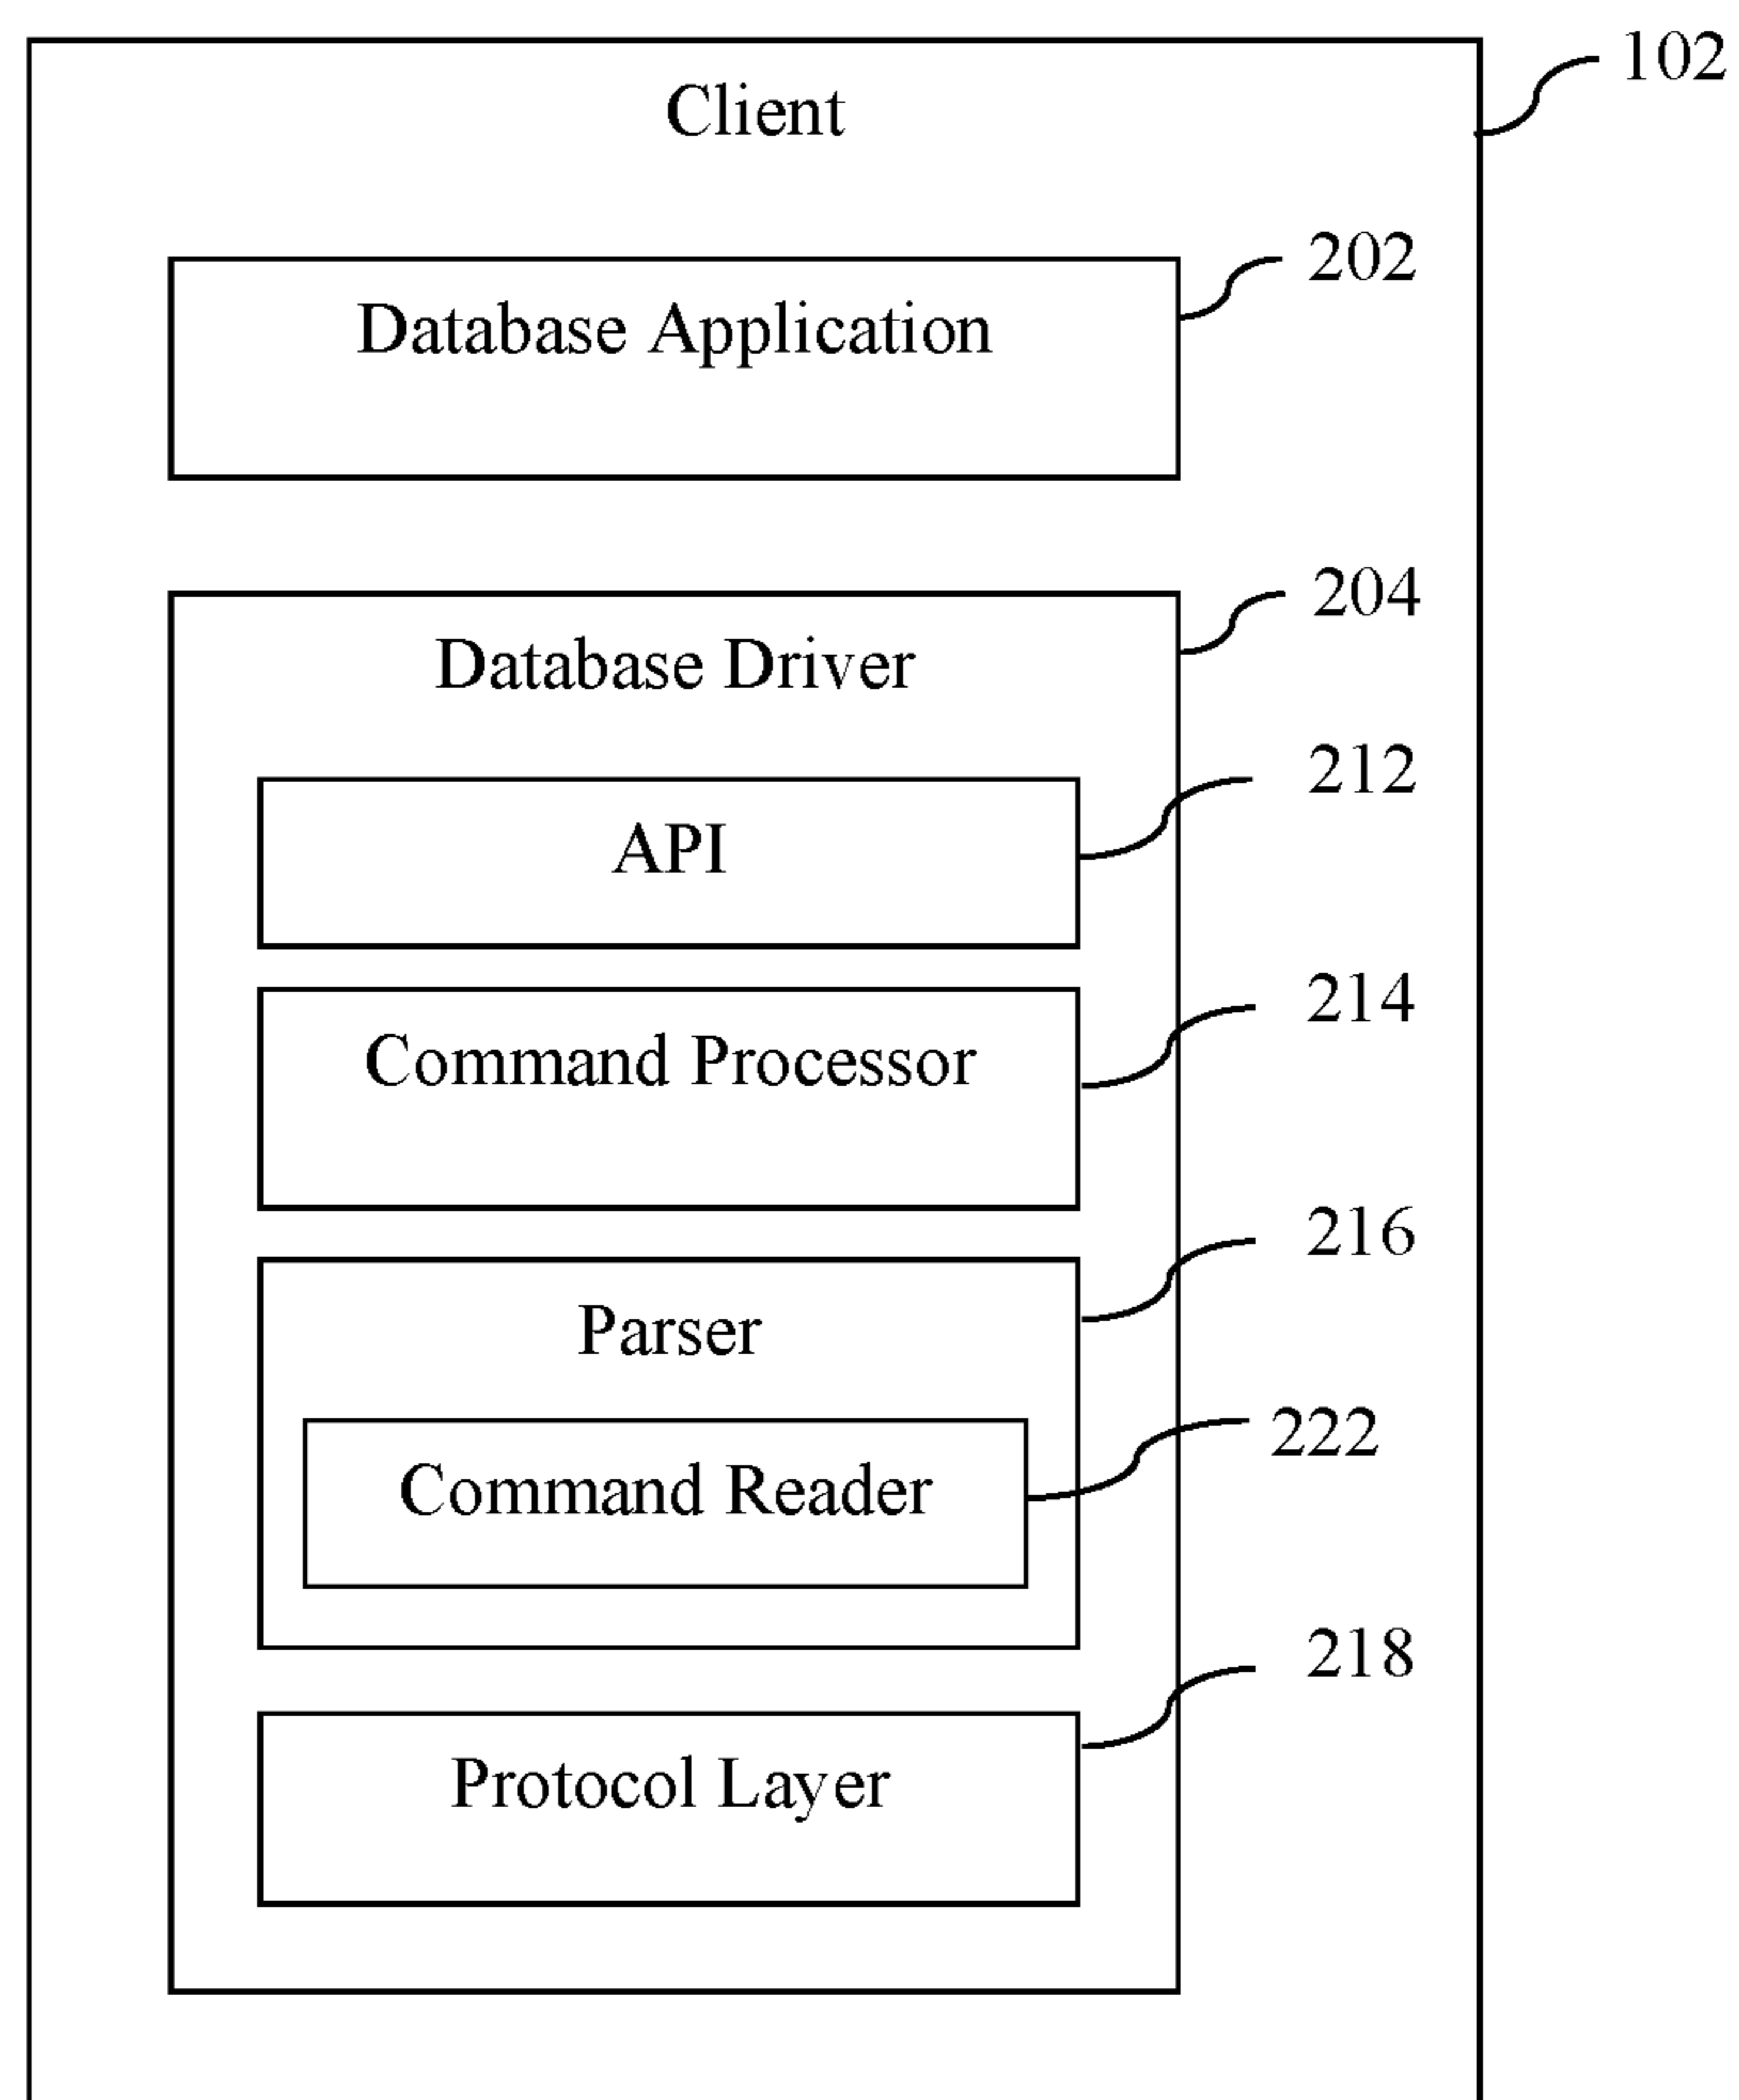 102
Client
202
Database Application
204
Database Driver
212
API
214
Command Processor
216
Parser
222
Command Reader
218
Protocol Layer